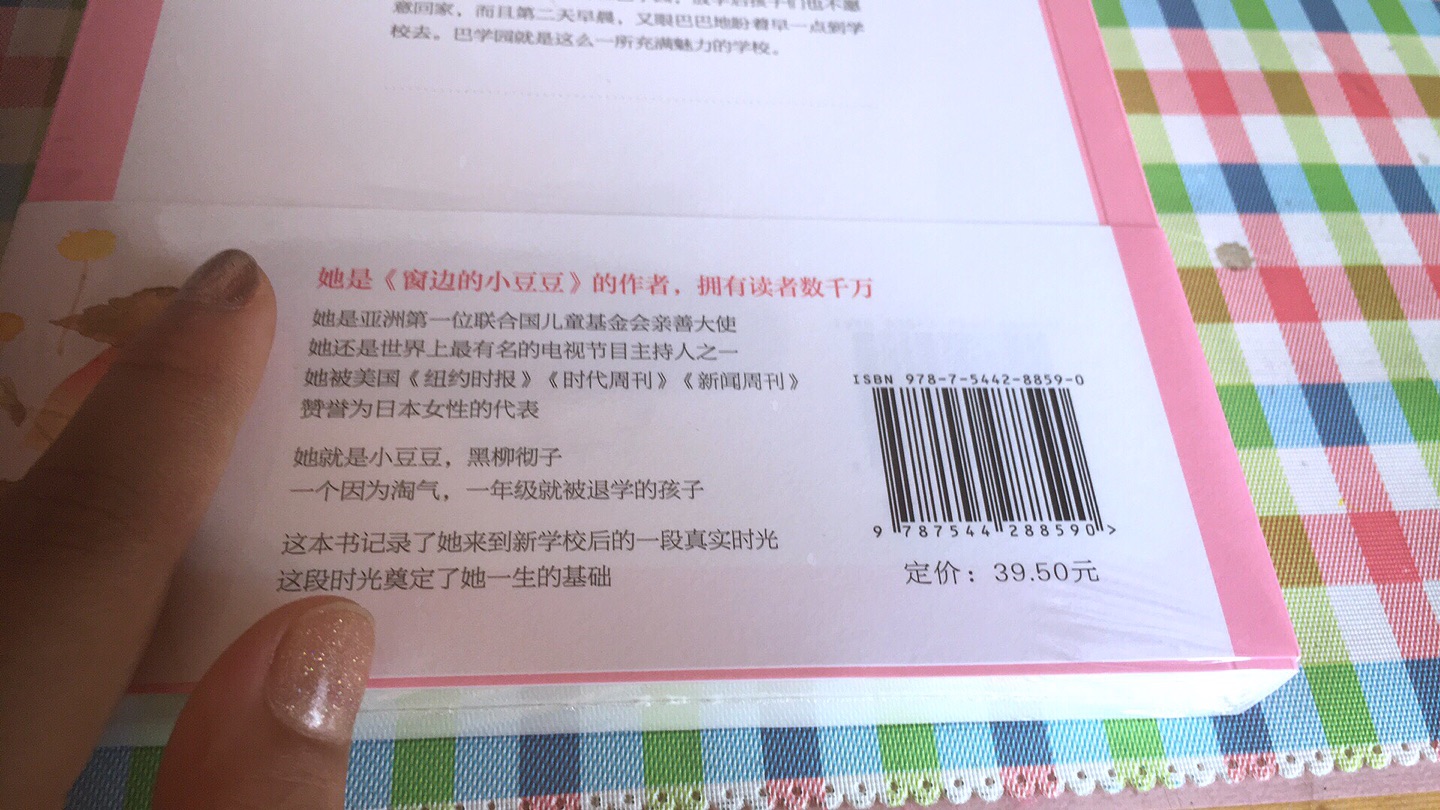 意回家，而且第二天早晨，又眼巴巴地盼着早一点到学
校去。巴学园就是这么一所充满魅力的学校。
她是《窗边的小豆豆》的作者，拥有读者数千万
她是亚洲第一位联合国儿童基金会亲善大使
她还是世界上最有名的电视节目主持人之一
她被美国《纽约时报》《时代周刊》《新闻周刊》
赞誉为日本女性的代表
她就是小豆豆，黑柳彻子
一个因为淘气，一年级就被退学的孩子
这本书记录了她来到新学校后的一段真实时光
这段时光奠定了她一生的基础
ISBN 978-7-5442-8859-0
9 787544 288590 >
定价：39.50元